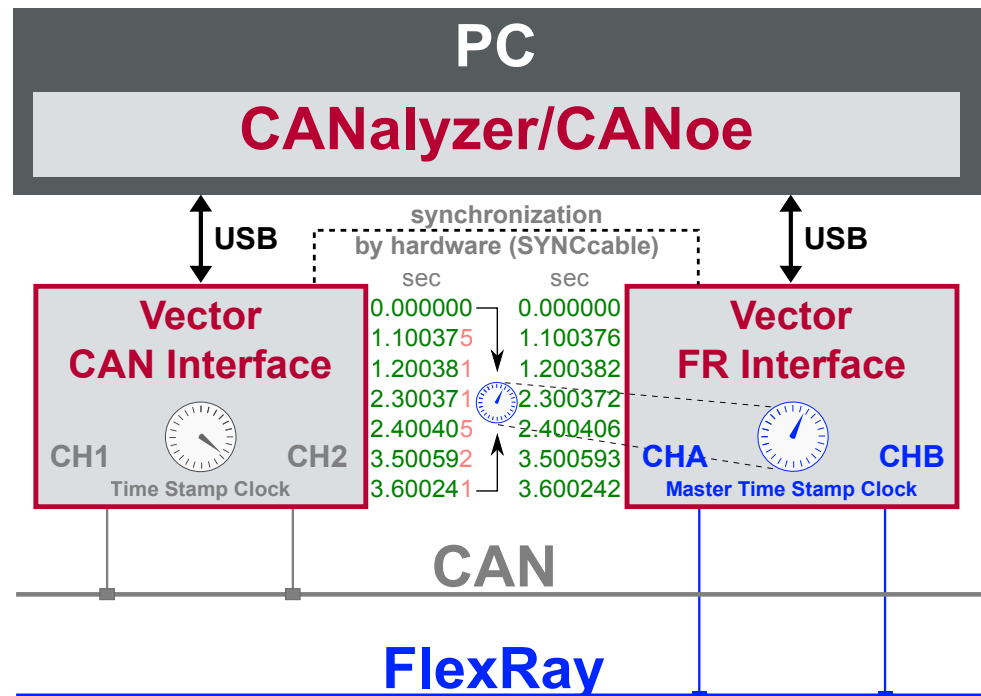 PC
CANalyzer/CANoe
USB
synchronization
by hardware (SYNCcable)
USB
Vector
CAN Interface
CH1
CH2
Time Stamp Clock
sec
0.000000
1.100375
1.200381
2.300371
2.400405
3.500592
3.600241
sec
0.000000
1.100376
1.200382
2.300372
2.400406
3.500593
3.600242
Vector
FR Interface
CHA
CHB
Master Time Stamp Clock
CAN
FlexRay